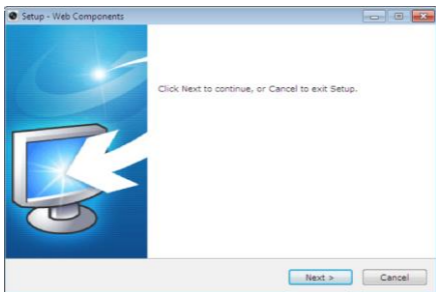 Setup - Web Components
Click Next to continue, or Cancel to exit Setup.
Next >
Cancel